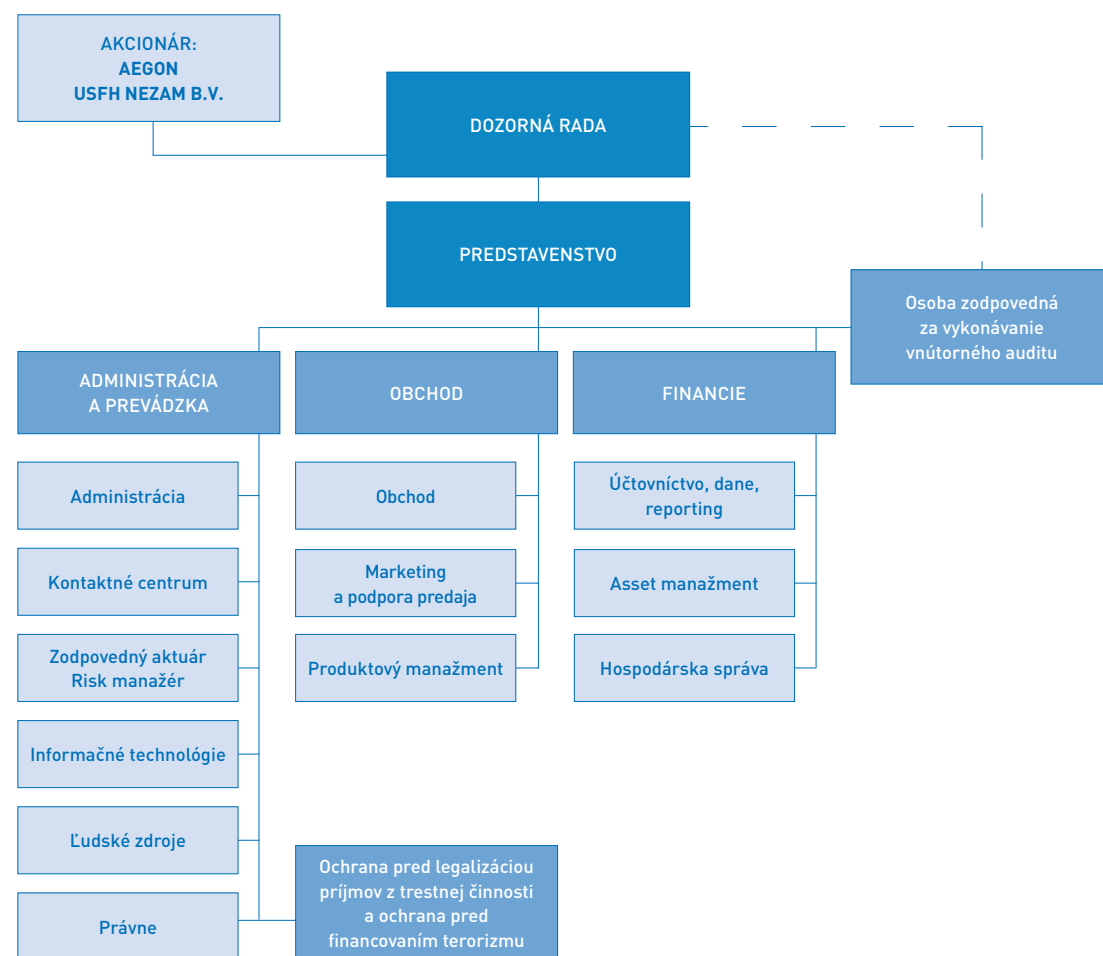 AKCIONÁR:
AEGON
USFH NEZAM B.V.
DOZORNÁ RADA
PREDSTAVENSTVO
Osoba zodpovedná
za vykonávanie
vnútorného auditu
ADMINISTRÁCIA
A PREVÁDZKA
OBCHOD
FINANCIE
Administrácia
Kontaktné centrum
Zodpovedný aktuár
Risk manažér
Informačné technológie
Ľudské zdroje
Právne
Ochrana pred legalizáciou
príjmov z trestnej činnosti
a ochrana pred
financovaním terorizmu
Obchod
Marketing
a podpora predaja
Produktový manažment
Účtovníctvo, dane,
reporting
Asset manažment
Hospodárska správa